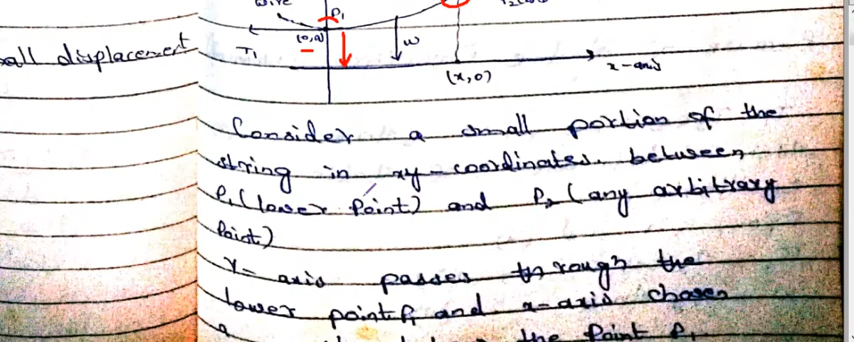 wire P1
T1 (0,a) w
all displacement x-axis
(x,0)
Consider a small portion of the
string in xy-coordinates. between
P1 (lower Point) and P2 (any arbitrary
Point)
Y- axis passes through the
lower point P1 and x-axis chosen
a the Point P1